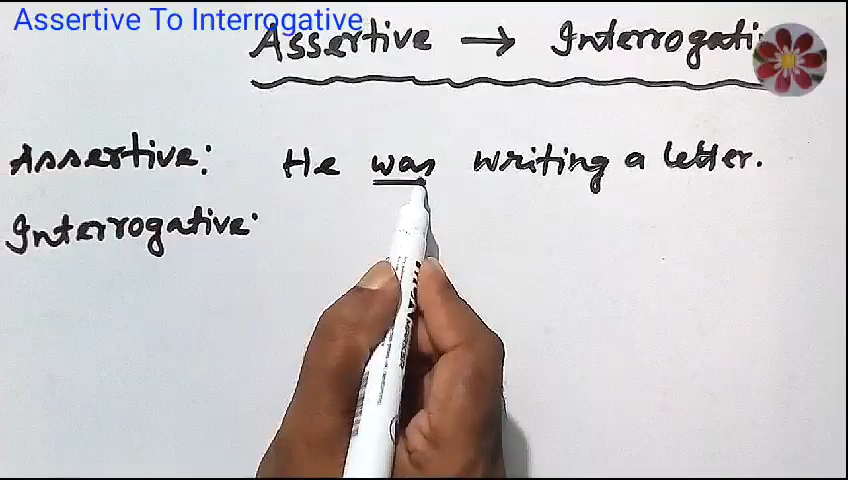 Assertive To Interrogative
Assertive → Interrogati
Assertive: He was writing a letter.
Interrogative: